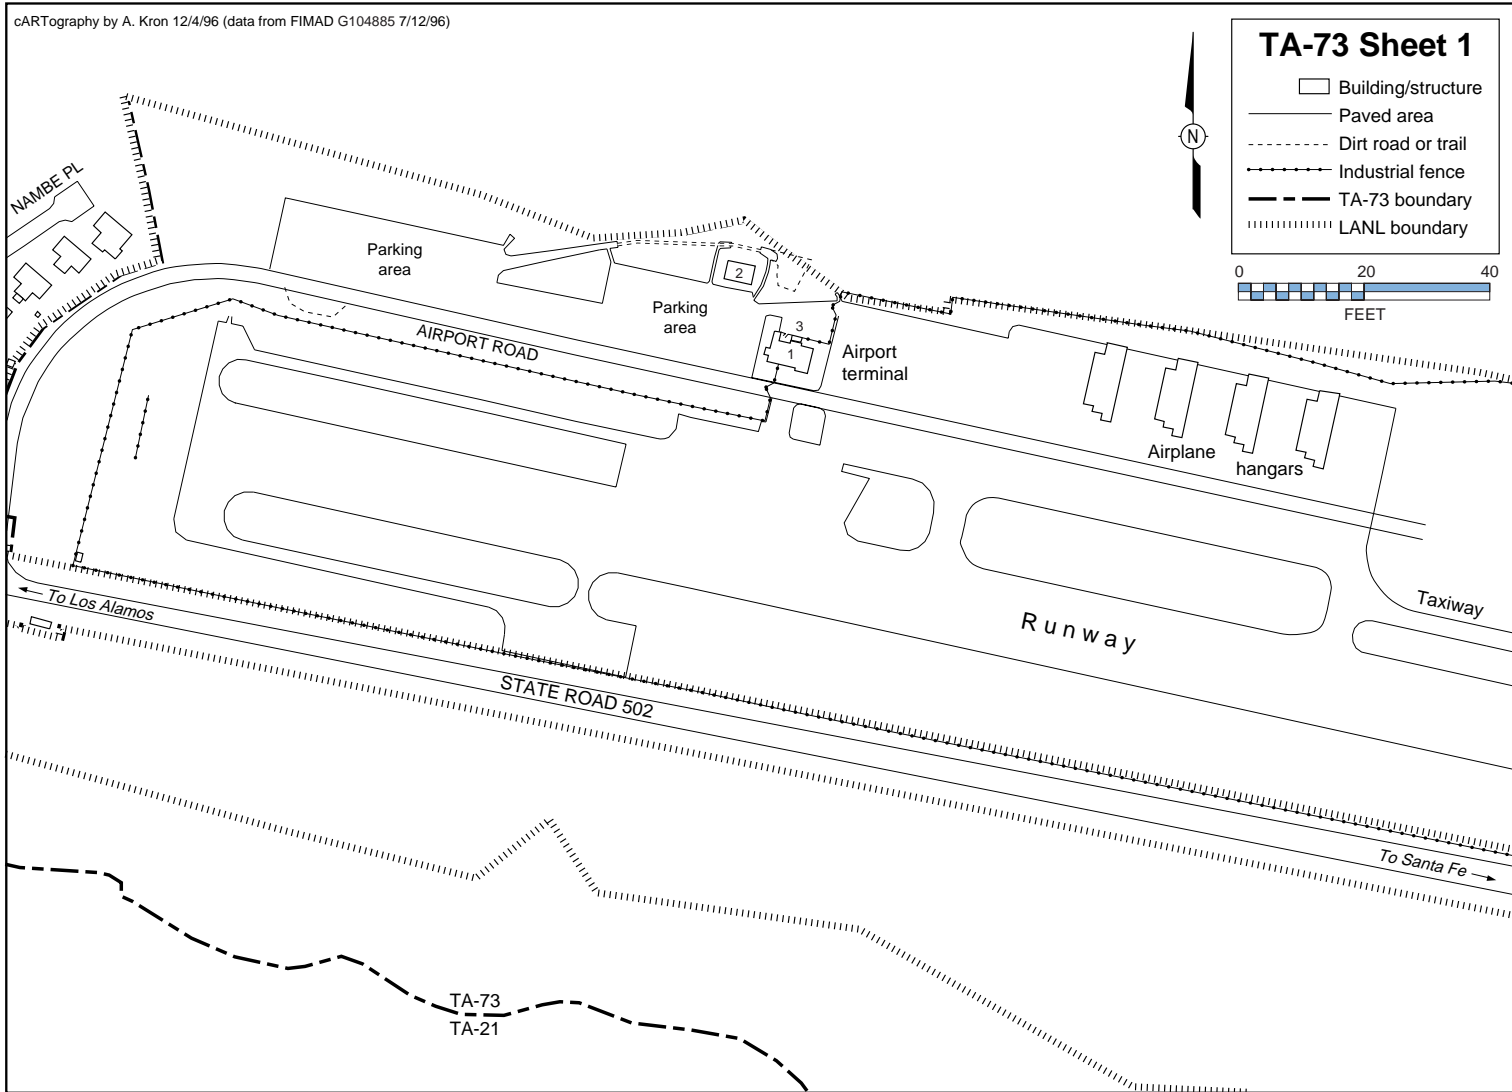 cARTography by A. Kron 12/4/96 (data from FIMAD G104885 7/12/96)
TA-73 Sheet 1
Building/structure
Paved area
Dirt road or trail
Industrial fence
TA-73 boundary
LANL boundary
N
0 20 40
FEET
NAMBE PL
Parking
area
2
Parking
area
3
1
Airport
terminal
AIRPORT ROAD
Airplane
hangars
Taxiway
Runway
To Los Alamos
STATE ROAD 502
To Santa Fe
TA-73
TA-21